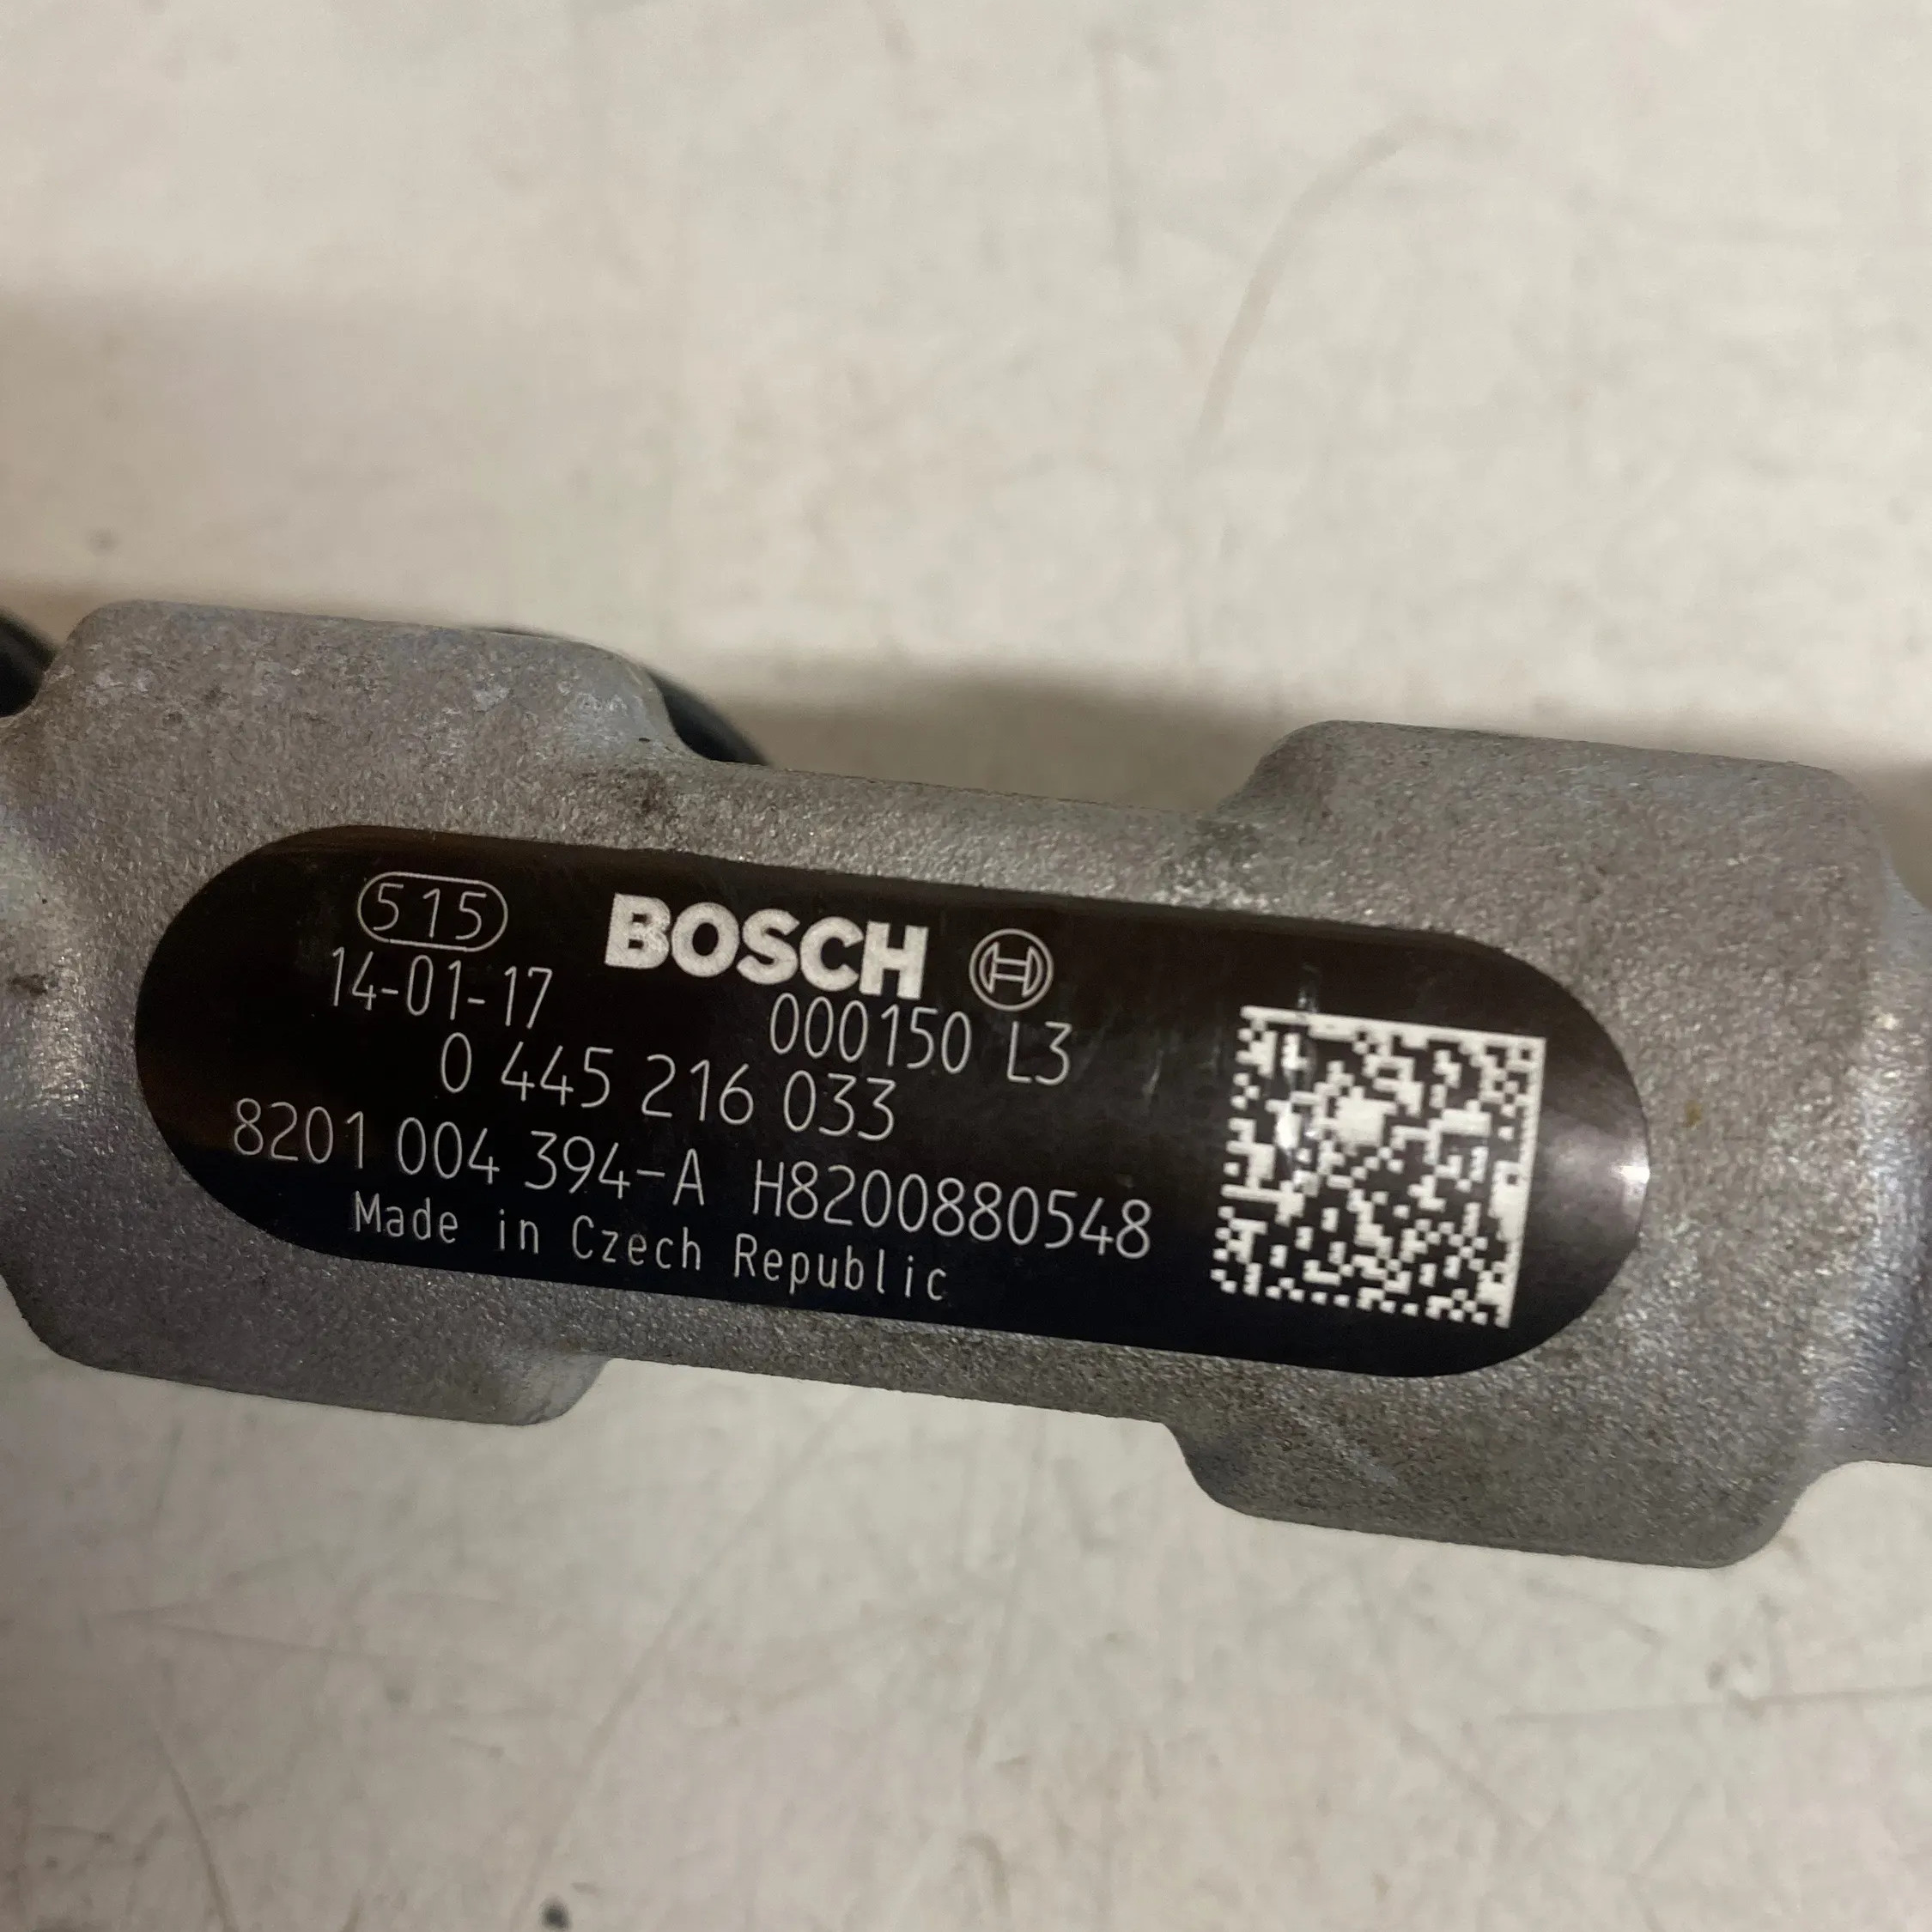 515 BOSCH
14-01-17 000150 L3
0 445 216 033
8201 004 394-A H8200880548
Made in Czech Republic